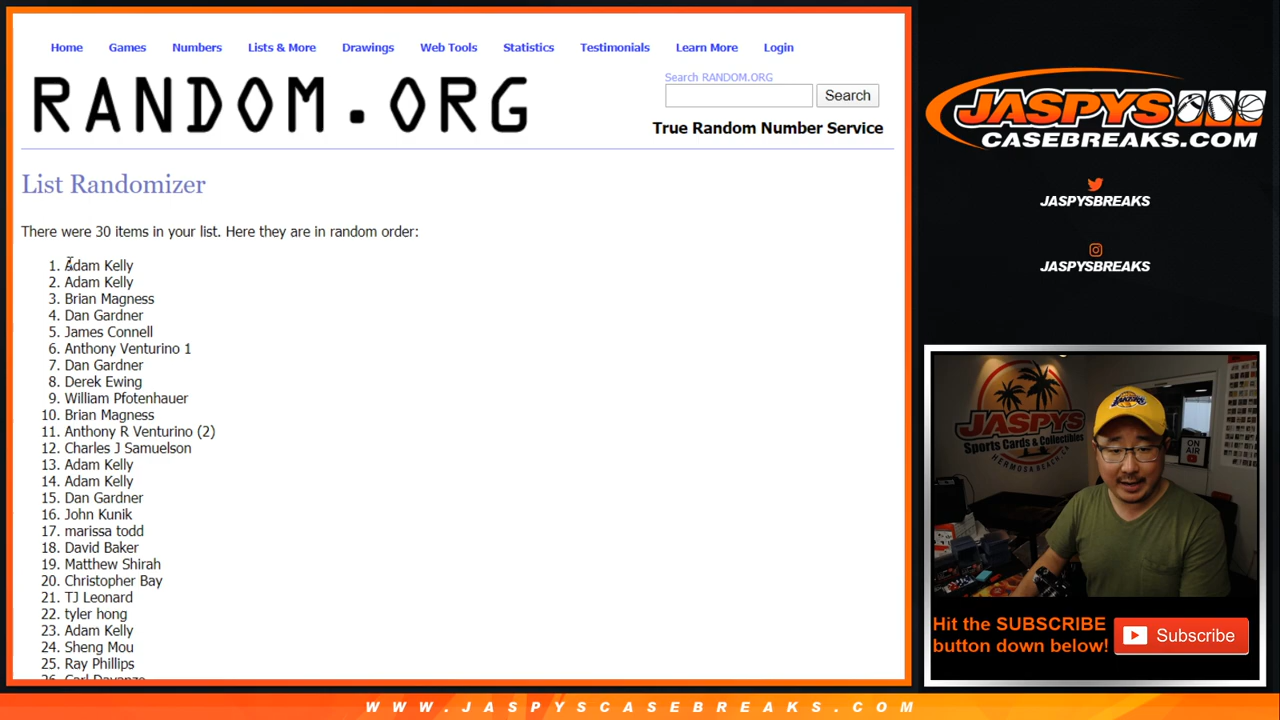 Home Games Numbers Lists & More Drawings Web Tools Statistics Testimonials Learn More Login
RANDOM.ORG
Search RANDOM.ORG
Search
True Random Number Service
List Randomizer
There were 30 items in your list. Here they are in random order:
1. Adam Kelly
2. Adam Kelly
3. Brian Magness
4. Dan Gardner
5. James Connell
6. Anthony Venturino 1
7. Dan Gardner
8. Derek Ewing
9. William Pfotenhauer
10. Brian Magness
11. Anthony R Venturino (2)
12. Charles J Samuelson
13. Adam Kelly
14. Adam Kelly
15. Dan Gardner
16. John Kunik
17. marissa todd
18. David Baker
19. Matthew Shirah
20. Christopher Bay
21. TJ Leonard
22. tyler hong
23. Adam Kelly
24. Sheng Mou
25. Ray Phillips
JASPYS
CASEBREAKS.COM
JASPYSBREAKS
JASPYSBREAKS
JASPYS
Sports Cards & Collectibles
HERMOSA BEACH, CA
LAKERS
ON AIR
Hit the SUBSCRIBE
button down below!
Subscribe
WWW.JASPYSCASEBREAKS.COM